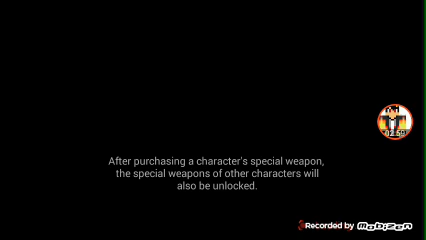 02:59
After purchasing a character's special weapon,
the special weapons of other characters will
also be unlocked.
Recorded by Mobizen